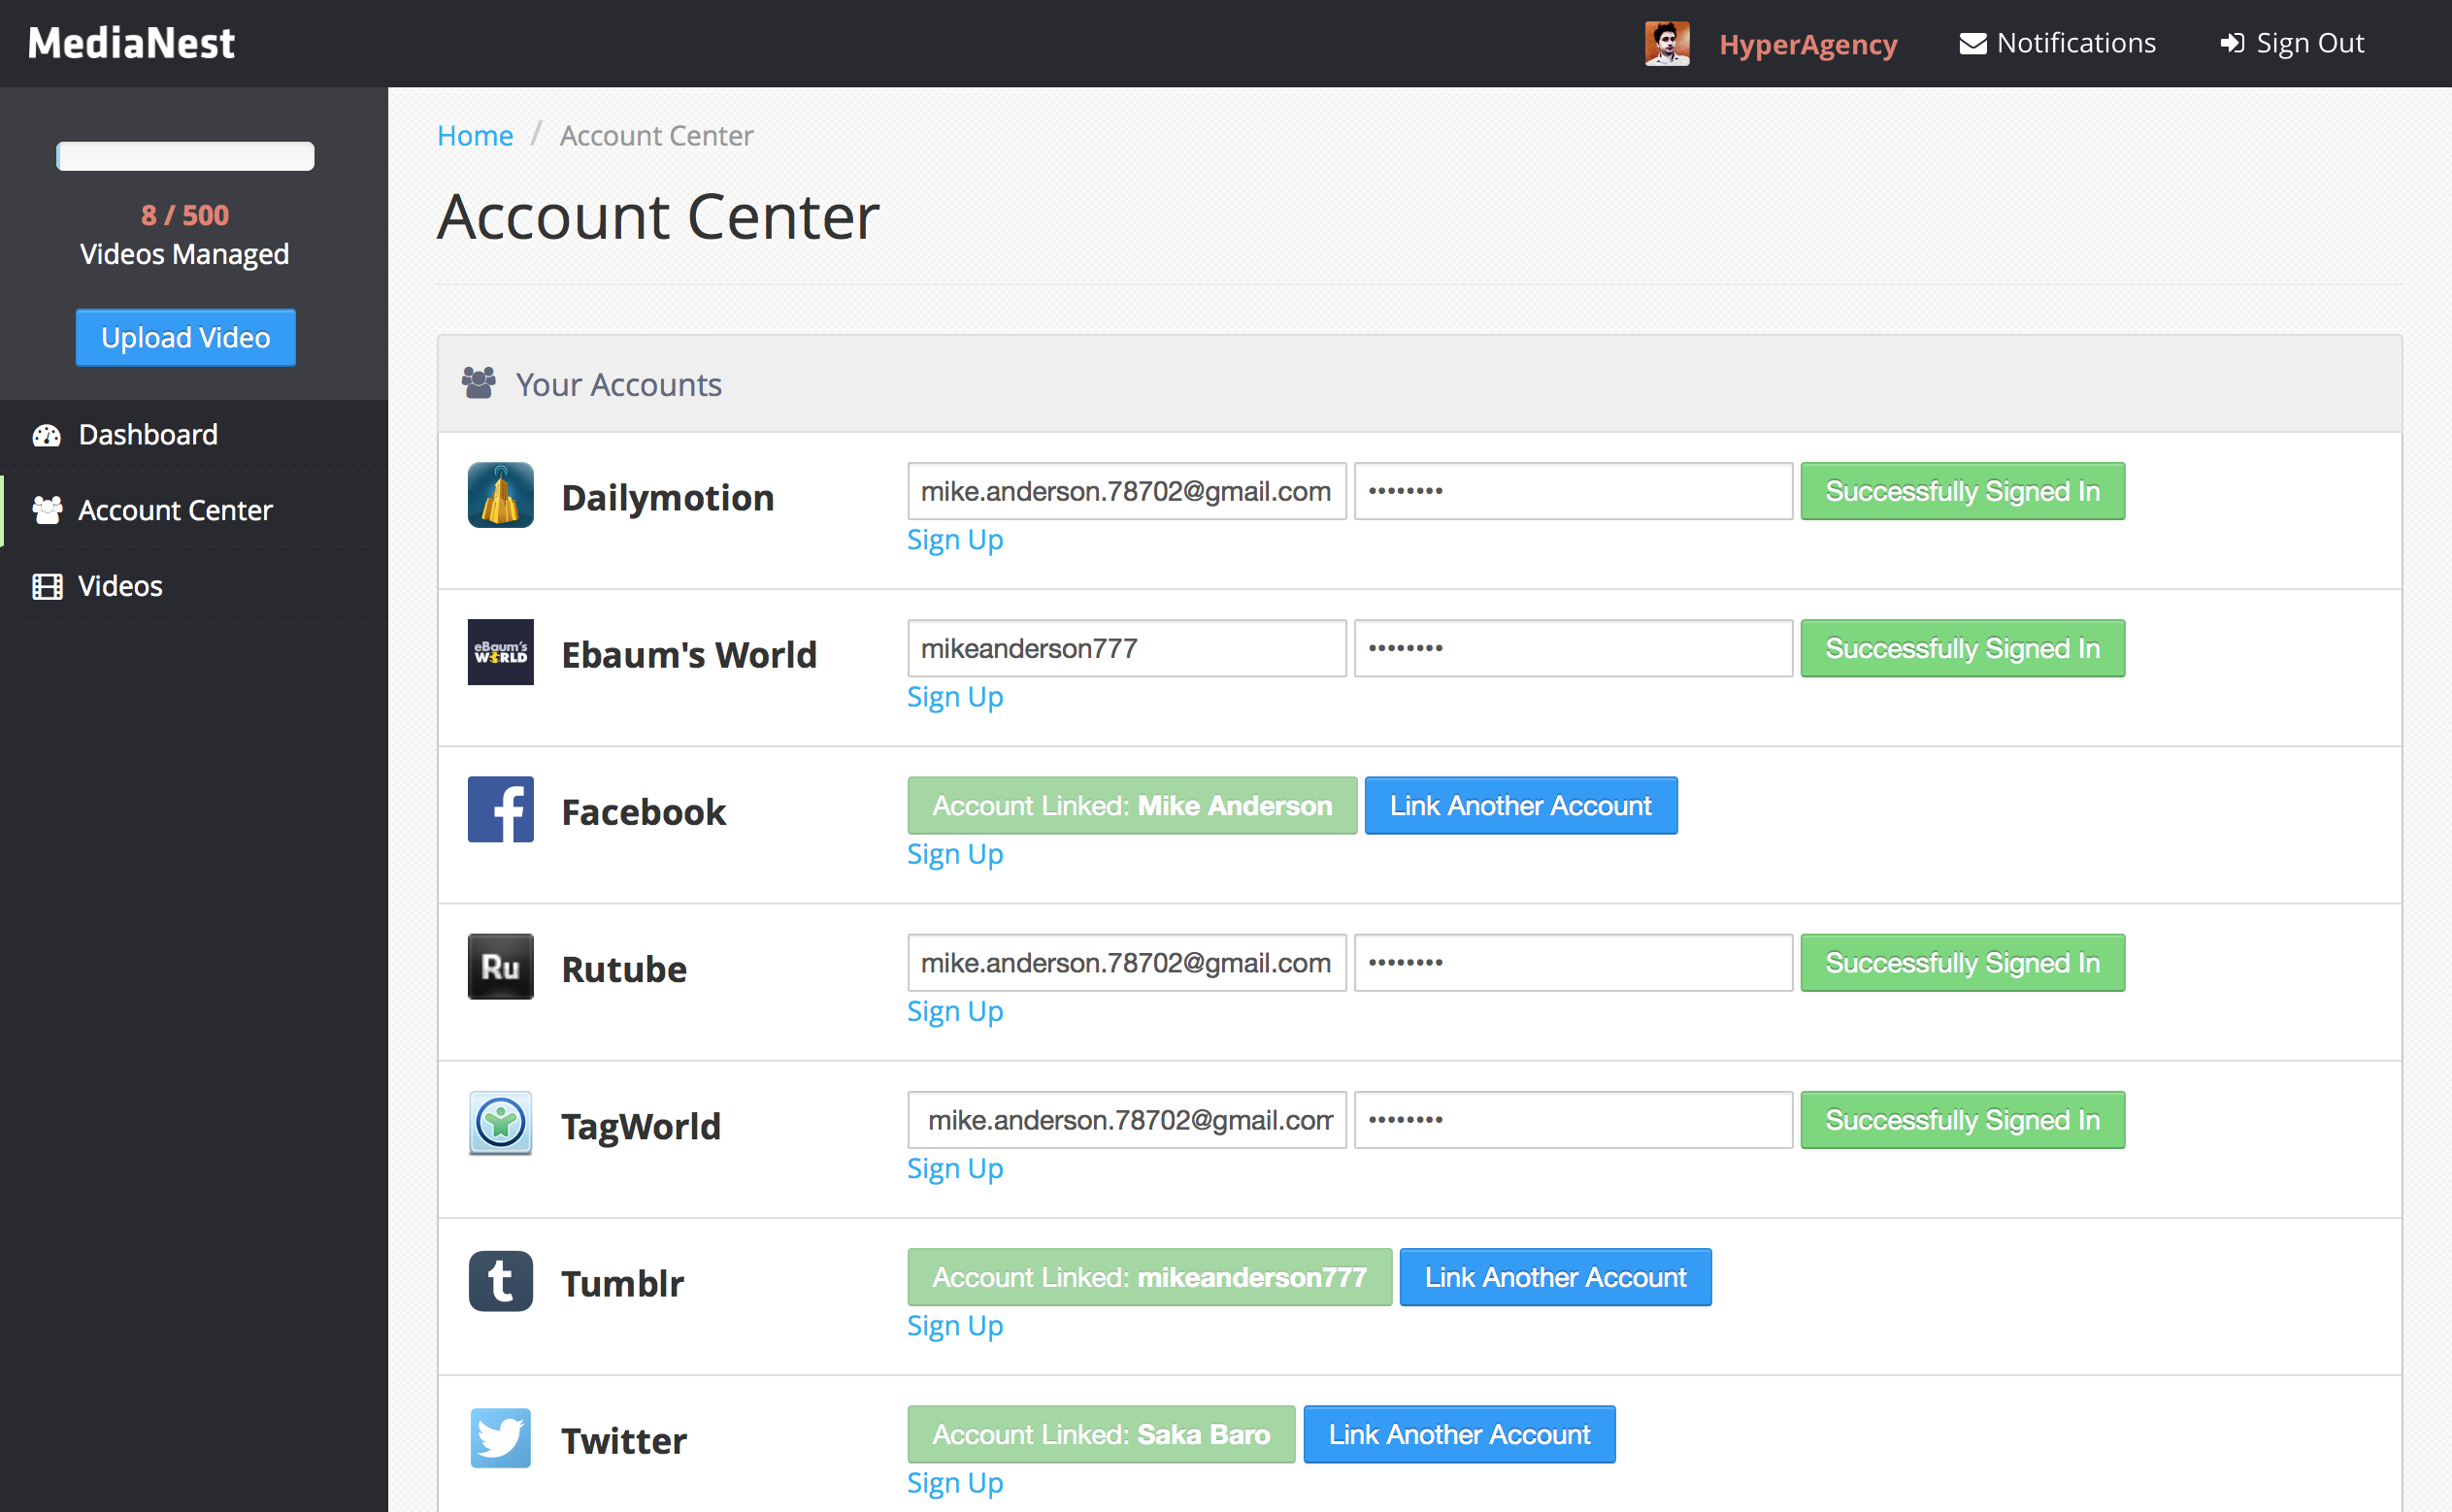 MediaNest
HyperAgency
Notifications
Sign Out
8 / 500
Videos Managed
Upload Video
Dashboard
Account Center
Videos
Home / Account Center
Account Center
Your Accounts
Dailymotion
mike.anderson.78702@gmail.com
••••••••
Successfully Signed In
Sign Up
eBaum's
WORLD
Ebaum's World
mikeanderson777
••••••••
Successfully Signed In
Sign Up
Facebook
Account Linked: Mike Anderson
Link Another Account
Sign Up
Ru
Rutube
mike.anderson.78702@gmail.com
••••••••
Successfully Signed In
Sign Up
TagWorld
mike.anderson.78702@gmail.com
••••••••
Successfully Signed In
Sign Up
Tumblr
Account Linked: mikeanderson777
Link Another Account
Sign Up
Twitter
Account Linked: Saka Baro
Link Another Account
Sign Up